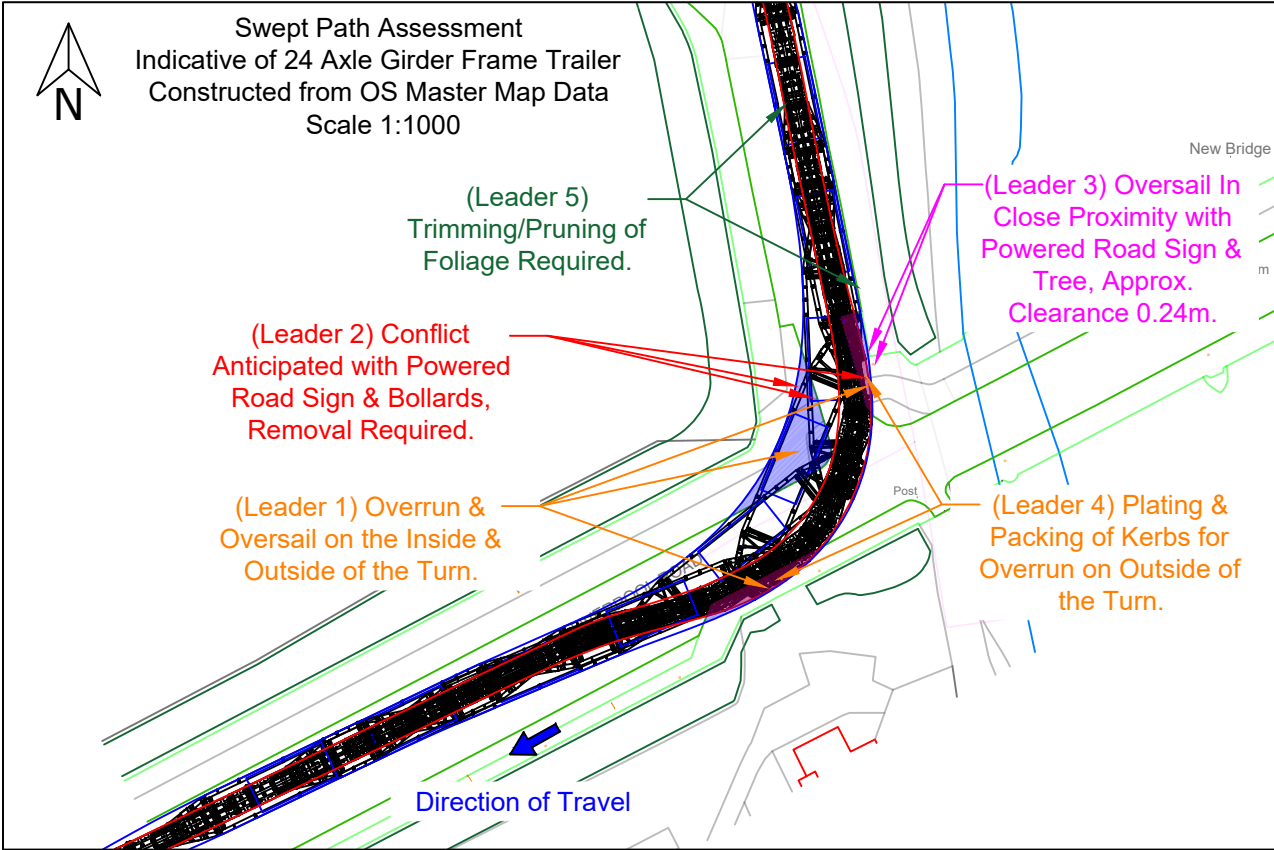 Swept Path Assessment
Indicative of 24 Axle Girder Frame Trailer
Constructed from OS Master Map Data
Scale 1:1000
N
New Bridge
(Leader 5)
Trimming/Pruning of
Foliage Required.
(Leader 3) Oversail In
Close Proximity with
Powered Road Sign &
Tree, Approx.
Clearance 0.24m.
m
(Leader 2) Conflict
Anticipated with Powered
Road Sign & Bollards,
Removal Required.
(Leader 1) Overrun &
Oversail on the Inside &
Outside of the Turn.
Post
(Leader 4) Plating &
Packing of Kerbs for
Overrun on Outside of
the Turn.
Direction of Travel